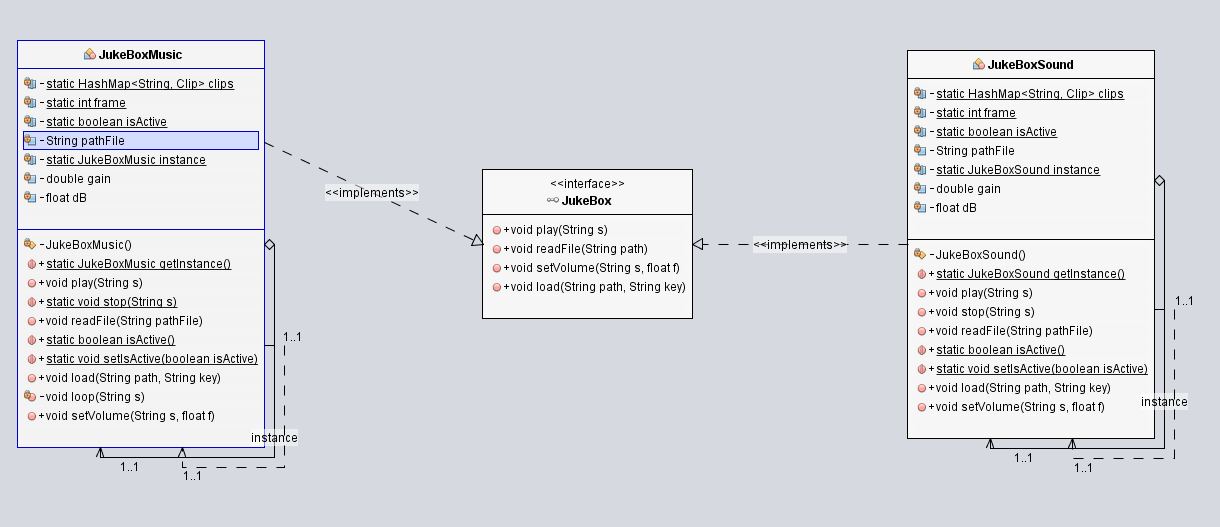 JukeBoxMusic
- static HashMap<String, Clip> clips
- static int frame
- static boolean isActive
- String pathFile
- static JukeBoxMusic instance
- double gain
- float dB
- JukeBoxMusic()
+ static JukeBoxMusic getInstance()
+ void play(String s)
+ static void stop(String s)
+ void readFile(String pathFile)
+ static boolean isActive()
+ static void setIsActive(boolean isActive)
+ void load(String path, String key)
- void loop(String s)
+ void setVolume(String s, float f)
1..1
instance
1..1
1..1
<<implements>>
<<interface>>
JukeBox
+ void play(String s)
+ void readFile(String path)
+ void setVolume(String s, float f)
+ void load(String path, String key)
<<implements>>
JukeBoxSound
- static HashMap<String, Clip> clips
- static int frame
- static boolean isActive
- String pathFile
- static JukeBoxSound instance
- double gain
- float dB
- JukeBoxSound()
+ static JukeBoxSound getInstance()
+ void play(String s)
+ void stop(String s)
+ void readFile(String pathFile)
+ static boolean isActive()
+ static void setIsActive(boolean isActive)
+ void load(String path, String key)
+ void setVolume(String s, float f)
1..1
instance
1..1
1..1